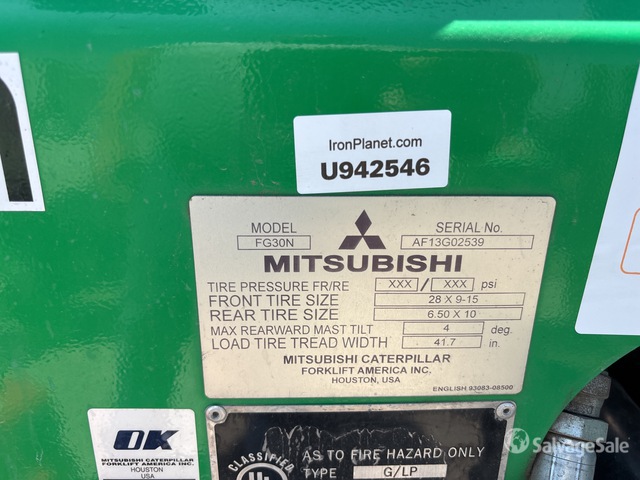 IronPlanet.com
U942546
MODEL
SERIAL No.
FG30N
AF13G02539
MITSUBISHI
TIRE PRESSURE FR/RE XXX / XXX psi
FRONT TIRE SIZE 28 X 9-15
REAR TIRE SIZE 6.50 X 10
MAX REARWARD MAST TILT 4 deg.
LOAD TIRE TREAD WIDTH 41.7 in.
MITSUBISHI CATERPILLAR
FORKLIFT AMERICA INC.
HOUSTON, USA
ENGLISH 93083-08500
OK
MITSUBISHI CATERPILLAR
FORKLIFT AMERICA INC.
HOUSTON
USA
CLASSIFIED
UL
AS TO FIRE HAZARD ONLY
TYPE G/LP
SalvageSale